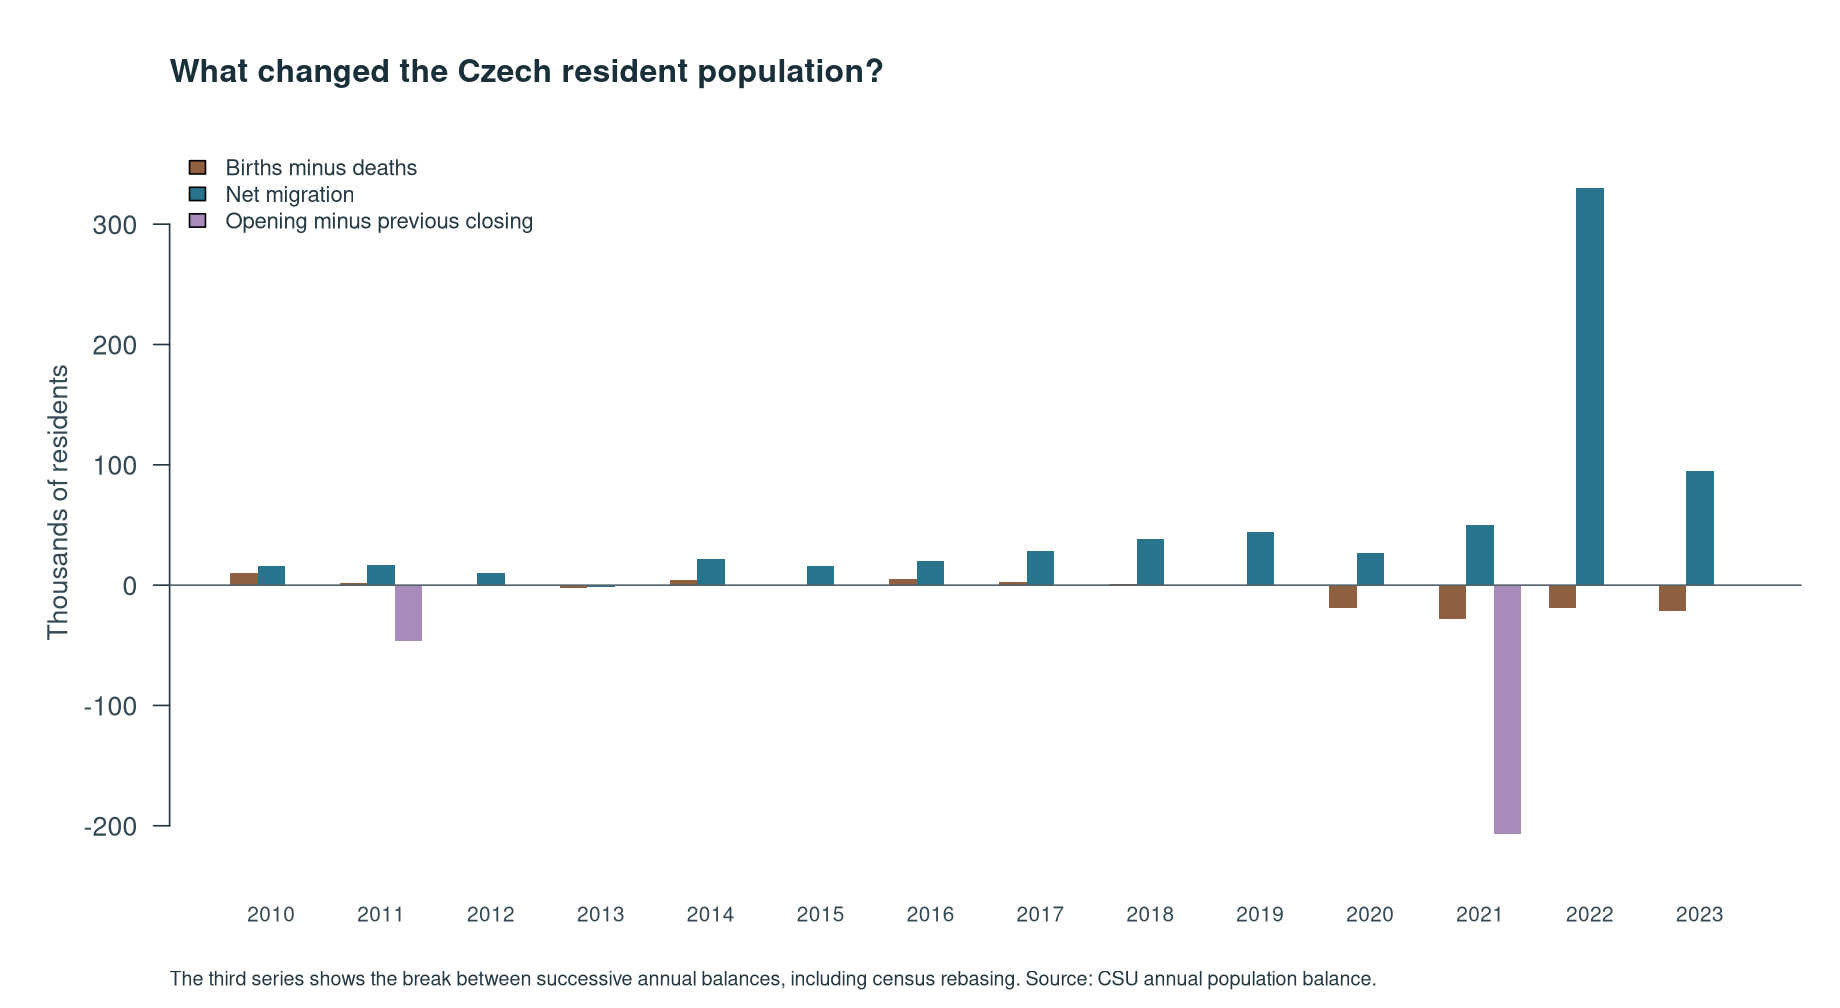 What changed the Czech resident population?
Births minus deaths
Net migration
Opening minus previous closing
Thousands of residents
300
200
100
0
-100
-200
2010 2011 2012 2013 2014 2015 2016 2017 2018 2019 2020 2021 2022 2023
The third series shows the break between successive annual balances, including census rebasing. Source: CSU annual population balance.